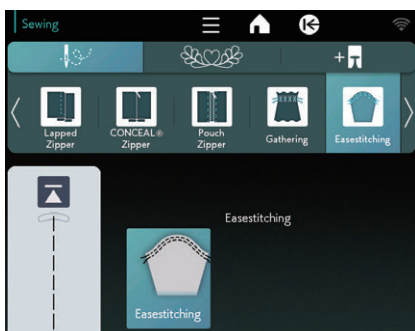 Sewing
Lapped
Zipper
CONCEAL®
Zipper
Pouch
Zipper
Gathering
Easestitching
Easestitching
Easestitching